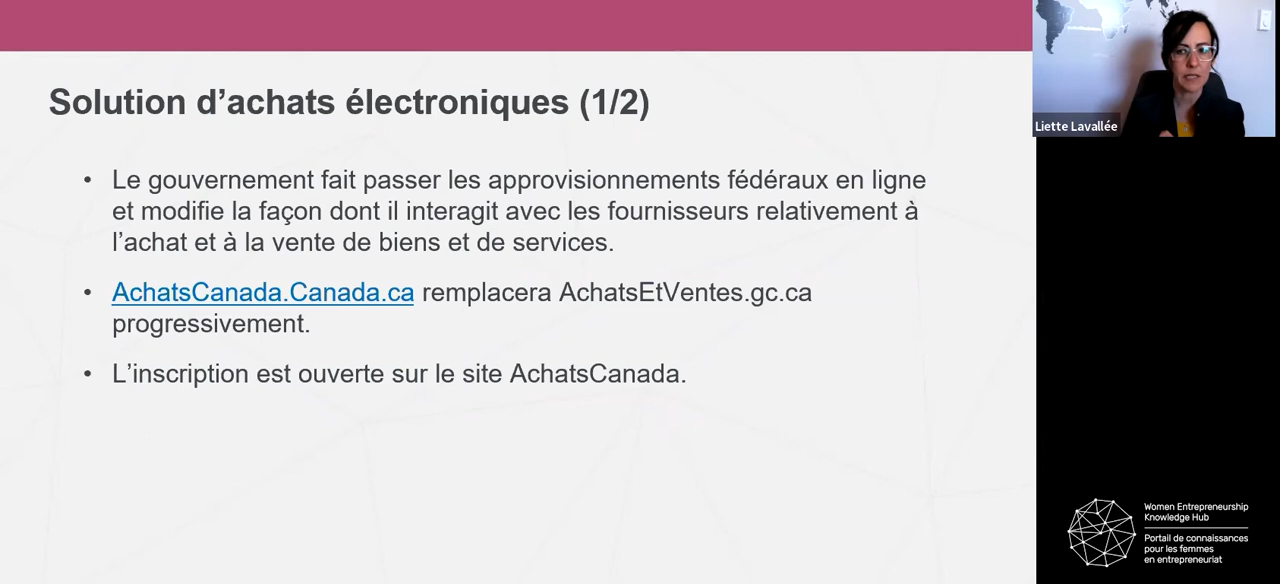 Solution d’achats électroniques (1/2)
• Le gouvernement fait passer les approvisionnements fédéraux en ligne
et modifie la façon dont il interagit avec les fournisseurs relativement à
l’achat et à la vente de biens et de services.
• AchatsCanada.Canada.ca remplacera AchatsEtVentes.gc.ca
progressivement.
• L’inscription est ouverte sur le site AchatsCanada.
Liette Lavallée
Women Entrepreneurship
Knowledge Hub
Portail de connaissances
pour les femmes
en entrepreneuriat